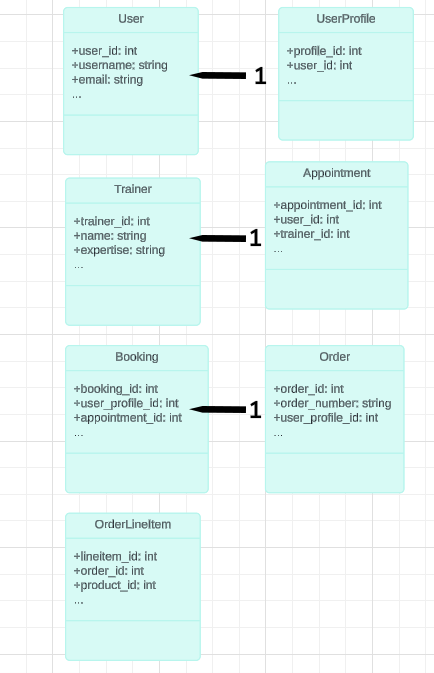 User
+user_id: int
+username: string
+email: string
...
1
UserProfile
+profile_id: int
+user_id: int
...
Trainer
+trainer_id: int
+name: string
+expertise: string
...
1
Appointment
+appointment_id: int
+user_id: int
+trainer_id: int
...
Booking
+booking_id: int
+user_profile_id: int
+appointment_id: int
...
1
Order
+order_id: int
+order_number: string
+user_profile_id: int
...
OrderLineItem
+lineitem_id: int
+order_id: int
+product_id: int
...